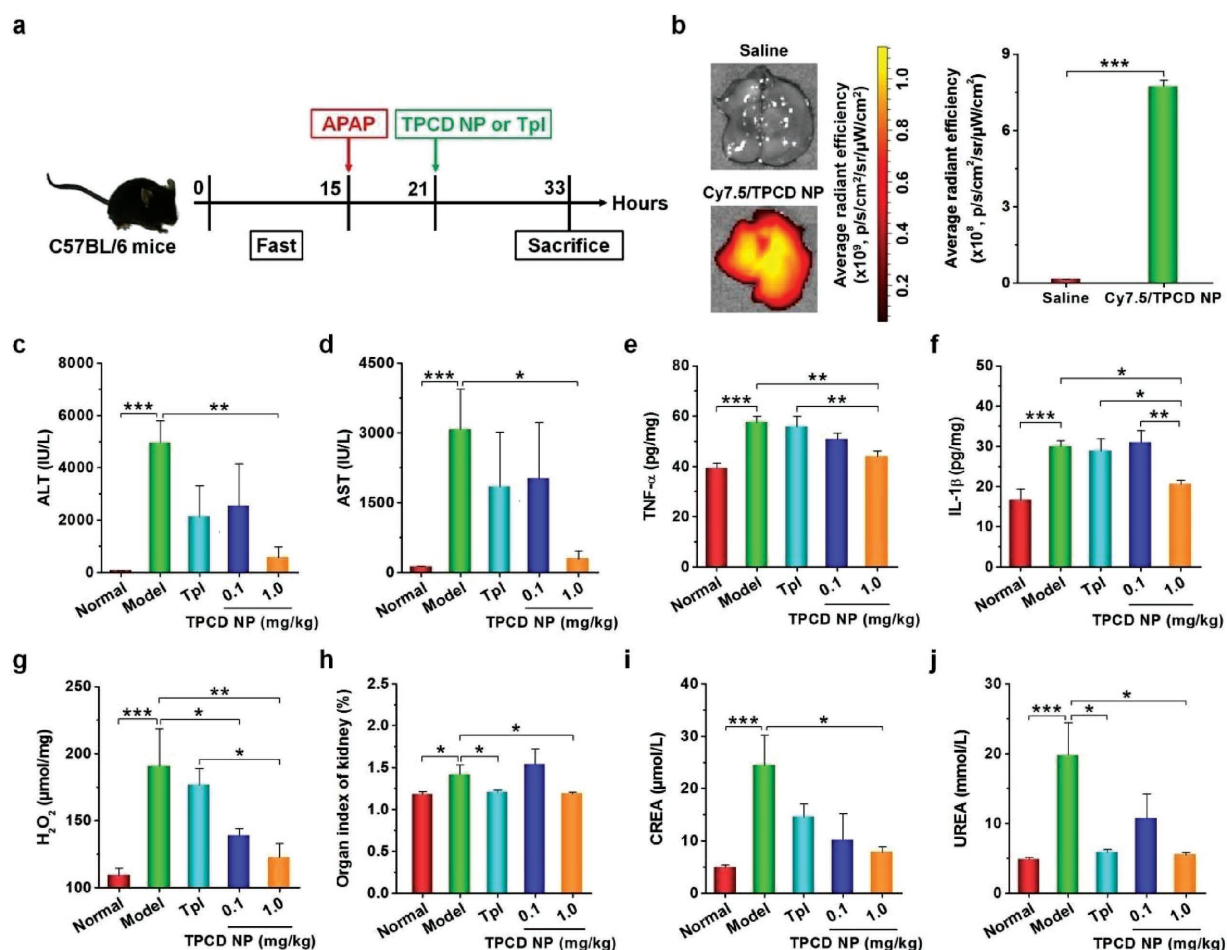 a
APAP
TPCD NP or Tpl
0
15
21
33
Hours
C57BL/6 mice
Fast
Sacrifice
b
Saline
Cy7.5/TPCD NP
Average radiant efficiency
(x10⁹, p/s/cm²/sr/µW/cm²)
1.0
0.8
0.6
0.4
0.2
Average radiant efficiency
(x10⁸, p/s/cm²/sr/µW/cm²)
9
6
3
0
***
Saline
Cy7.5/TPCD NP
c
ALT (IU/L)
8000
6000
4000
2000
0
***
**
Normal
Model
Tpl
0.1
1.0
TPCD NP (mg/kg)
d
AST (IU/L)
4500
3000
1500
0
***
*
Normal
Model
Tpl
0.1
1.0
TPCD NP (mg/kg)
e
TNF-α (pg/mg)
80
60
40
20
0
**
***
**
Normal
Model
Tpl
0.1
1.0
TPCD NP (mg/kg)
f
IL-1β (pg/mg)
50
40
30
20
10
0
*
*
***
**
Normal
Model
Tpl
0.1
1.0
TPCD NP (mg/kg)
g
H₂O₂ (µmol/mg)
250
200
150
100
**
***
*
*
Normal
Model
Tpl
0.1
1.0
TPCD NP (mg/kg)
h
Organ index of kidney (%)
2.5
2.0
1.5
1.0
0.5
0.0
*
*
*
Normal
Model
Tpl
0.1
1.0
TPCD NP (mg/kg)
i
CREA (µmol/L)
40
30
20
10
0
***
*
Normal
Model
Tpl
0.1
1.0
TPCD NP (mg/kg)
j
UREA (mmol/L)
30
20
10
0
*
***
*
Normal
Model
Tpl
0.1
1.0
TPCD NP (mg/kg)